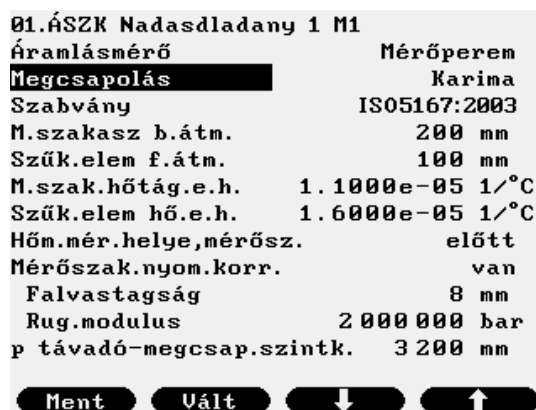 01.ÁSZK Nadasdladany 1 M1
Áramlásmérő Mérőperem
Megcsapolás Karima
Szabvány ISO5167:2003
M.szakasz b.átm. 200 mm
Szűk.elem f.átm. 100 mm
M.szak.hőtág.e.h. 1.1000e-05 1/°C
Szűk.elem hő.e.h. 1.6000e-05 1/°C
Hőm.mér.helye,mérősz. előtt
Mérőszak.nyom.korr. van
Falvastagság 8 mm
Rug.modulus 2 000 000 bar
p távadó-megcsap.szintk. 3 200 mm
Ment Vált ⬇ ⬆